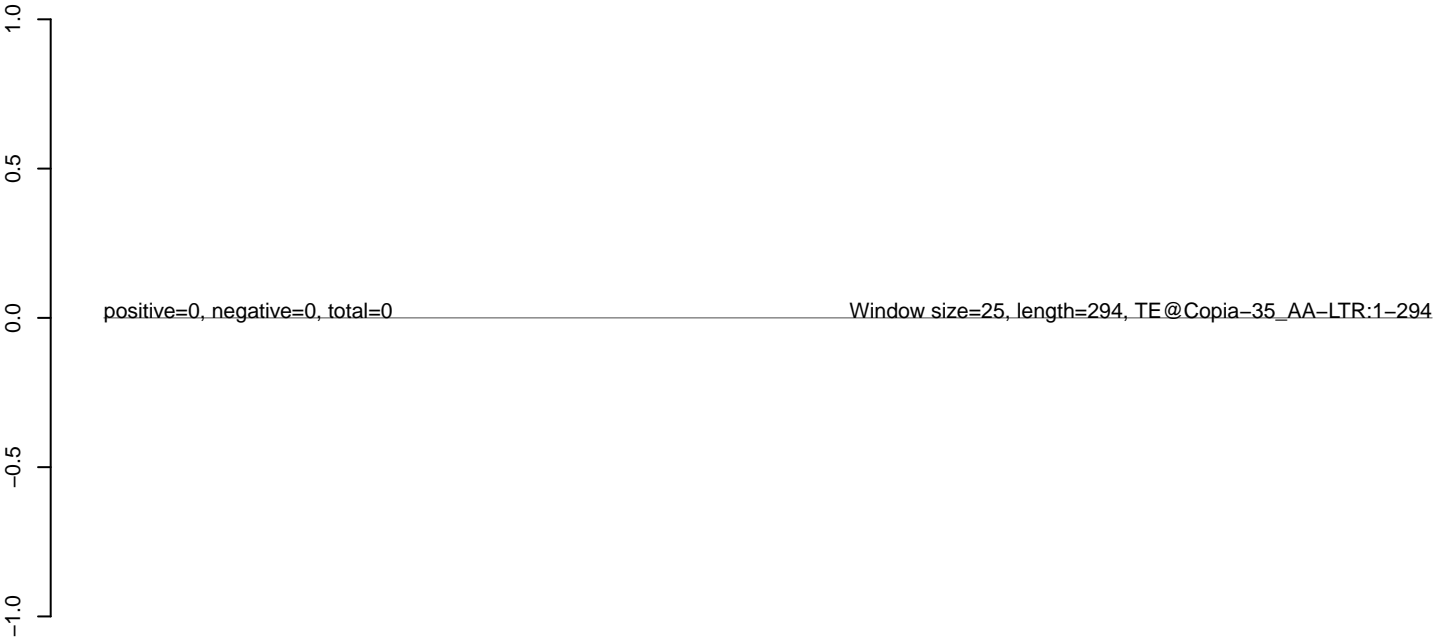 1.0
0.5
0.0
−0.5
−1.0
positive=0, negative=0, total=0
Window size=25, length=294, TE@Copia−35_AA−LTR:1−294